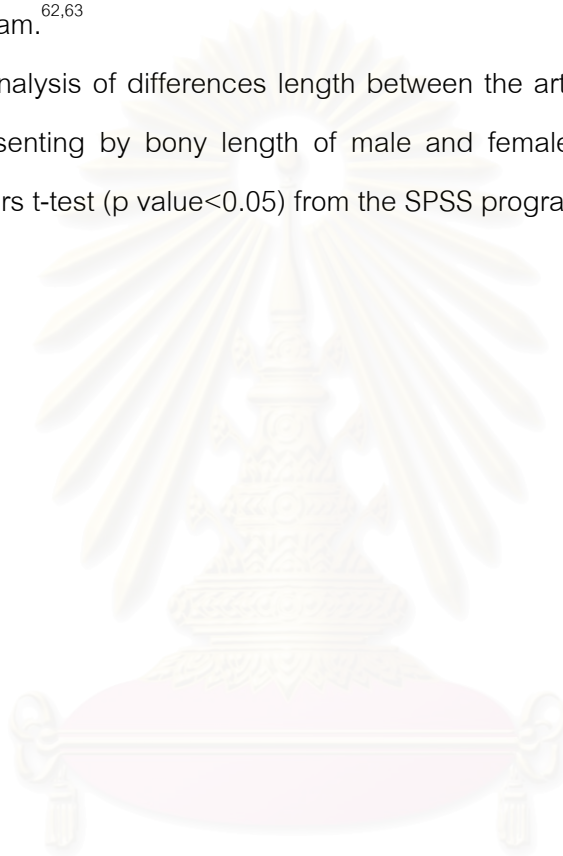 am.62,63
nalysis of differences length between the art
senting by bony length of male and female
rs t-test (p value<0.05) from the SPSS progra